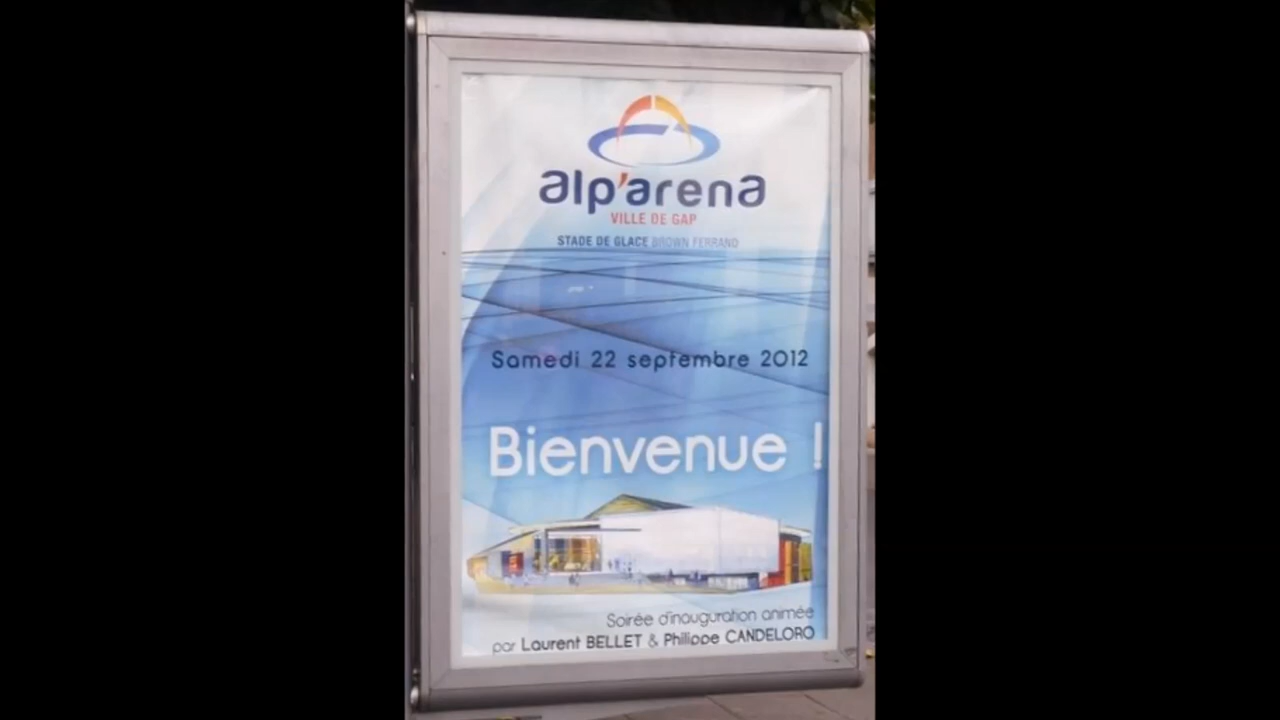 alp'arena
VILLE DE GAP
STADE DE GLACE BROWN FERRAND
Samedi 22 septembre 2012
Bienvenue !
Soirée d'inauguration animée
par Laurent BELLET & Philippe CANDELORO